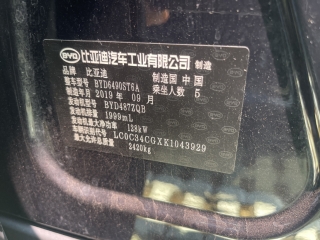 BYD 比亚迪汽车工业有限公司 制造
品牌 比亚迪 制造国 中国
整车型号 BYD6490ST6A 乘坐人数 5
制造年月 2019 年 09 月
发动机型号 BYD487ZQB
发动机排量 1999mL
发动机最大净功率 138kW
车辆识别代号 LC0C34CGXK1043929
最大允许总质量 2420kg